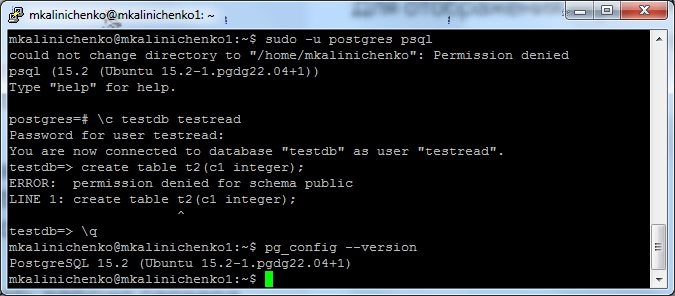 mkalinichenko@mkalinichenko1: ~
mkalinichenko@mkalinichenko1:~$ sudo -u postgres psql
could not change directory to "/home/mkalinichenko": Permission denied
psql (15.2 (Ubuntu 15.2-1.pgdg22.04+1))
Type "help" for help.
postgres=# \c testdb testread
Password for user testread:
You are now connected to database "testdb" as user "testread".
testdb=> create table t2(c1 integer);
ERROR:  permission denied for schema public
LINE 1: create table t2(c1 integer);
^
testdb=> \q
mkalinichenko@mkalinichenko1:~$ pg_config --version
PostgreSQL 15.2 (Ubuntu 15.2-1.pgdg22.04+1)
mkalinichenko@mkalinichenko1:~$